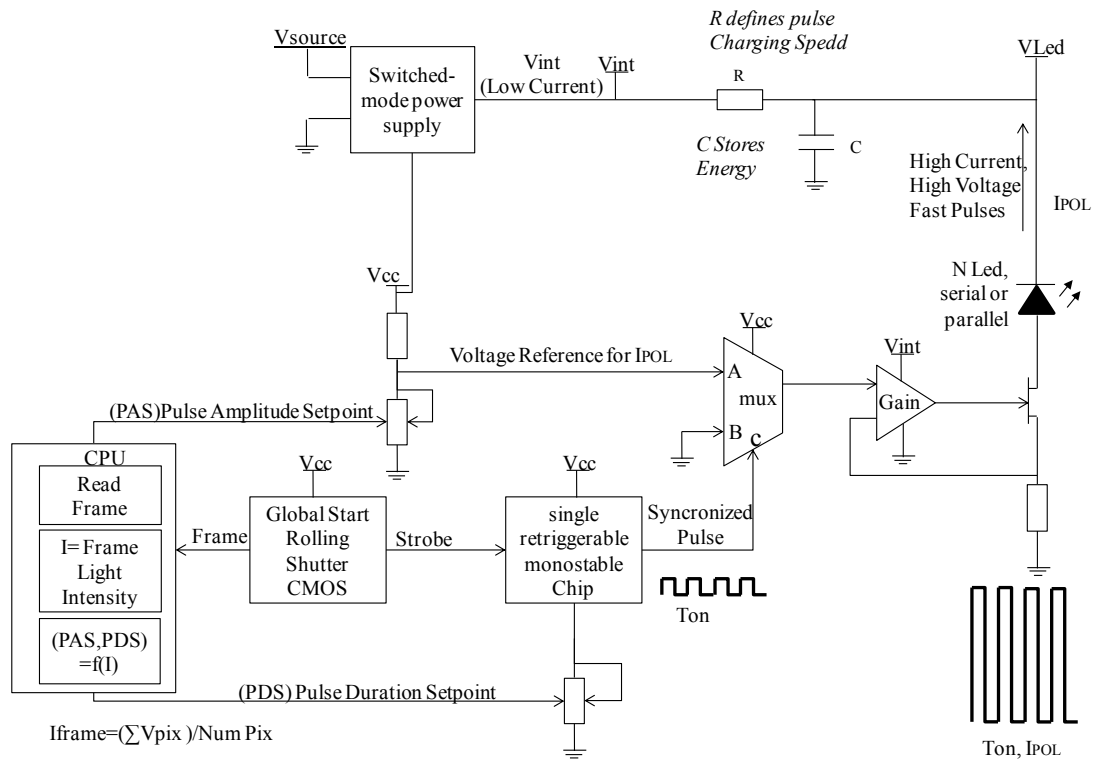 R defines pulse
Charging Spedd
Vsource
VLed
Switched-
mode power
supply
Vint
(Low Current)
Vint
R
C Stores
Energy
C
High Current,
High Voltage
Fast Pulses
IPOL
Vcc
N Led,
serial or
parallel
Vcc
Voltage Reference for IPOL
A
mux
B
c
Vint
Gain
(PAS)Pulse Amplitude Setpoint
CPU
Read
Frame
I= Frame
Light
Intensity
(PAS,PDS)
=f(I)
Vcc
Frame
Global Start
Rolling
Shutter
CMOS
Strobe
Vcc
single
retriggerable
monostable
Chip
Syncronized
Pulse
Ton
(PDS) Pulse Duration Setpoint
Iframe=(∑Vpix )/Num Pix
Ton, IPOL